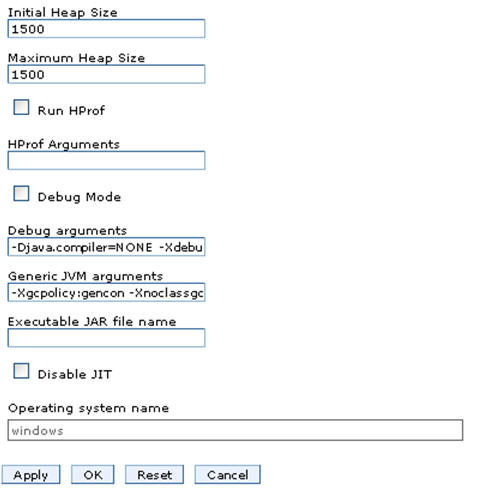 Initial Heap Size
1500
Maximum Heap Size
1500
Run HProf
HProf Arguments
Debug Mode
Debug arguments
-Djava.compiler=NONE -Xdebu
Generic JVM arguments
-Xgcpolicy:gencon -Xnoclassgc
Executable JAR file name
Disable JIT
Operating system name
windows
Apply OK Reset Cancel